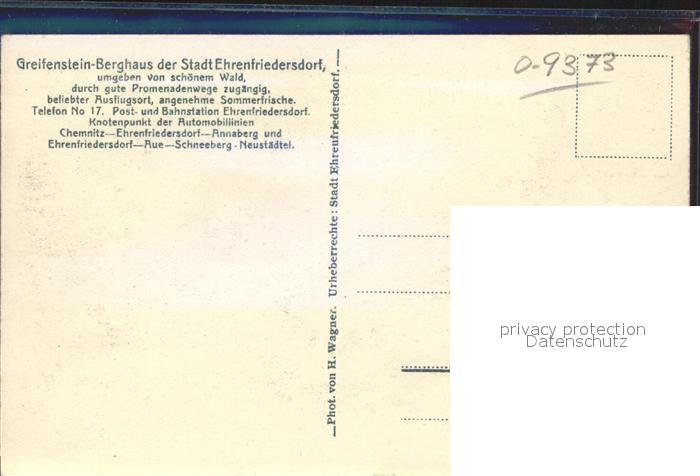 Greifenstein-Berghaus der Stadt Ehrenfriedersdorf,
umgeben von schönem Wald,
durch gute Promenadenwege zugängig,
beliebter Ausflugsort, angenehme Sommerfrische.
Telefon No 17. Post- und Bahnstation Ehrenfriedersdorf.
Knotenpunkt der Automobillinien
Chemnitz—Ehrenfriedersdorf—Annaberg und
Ehrenfriedersdorf—Aue—Schneeberg-Neustädtel.
Phot. von H. Wagner. Urheberrechte: Stadt Ehrenfriedersdorf.
0-9373
privacy protection
Datenschutz